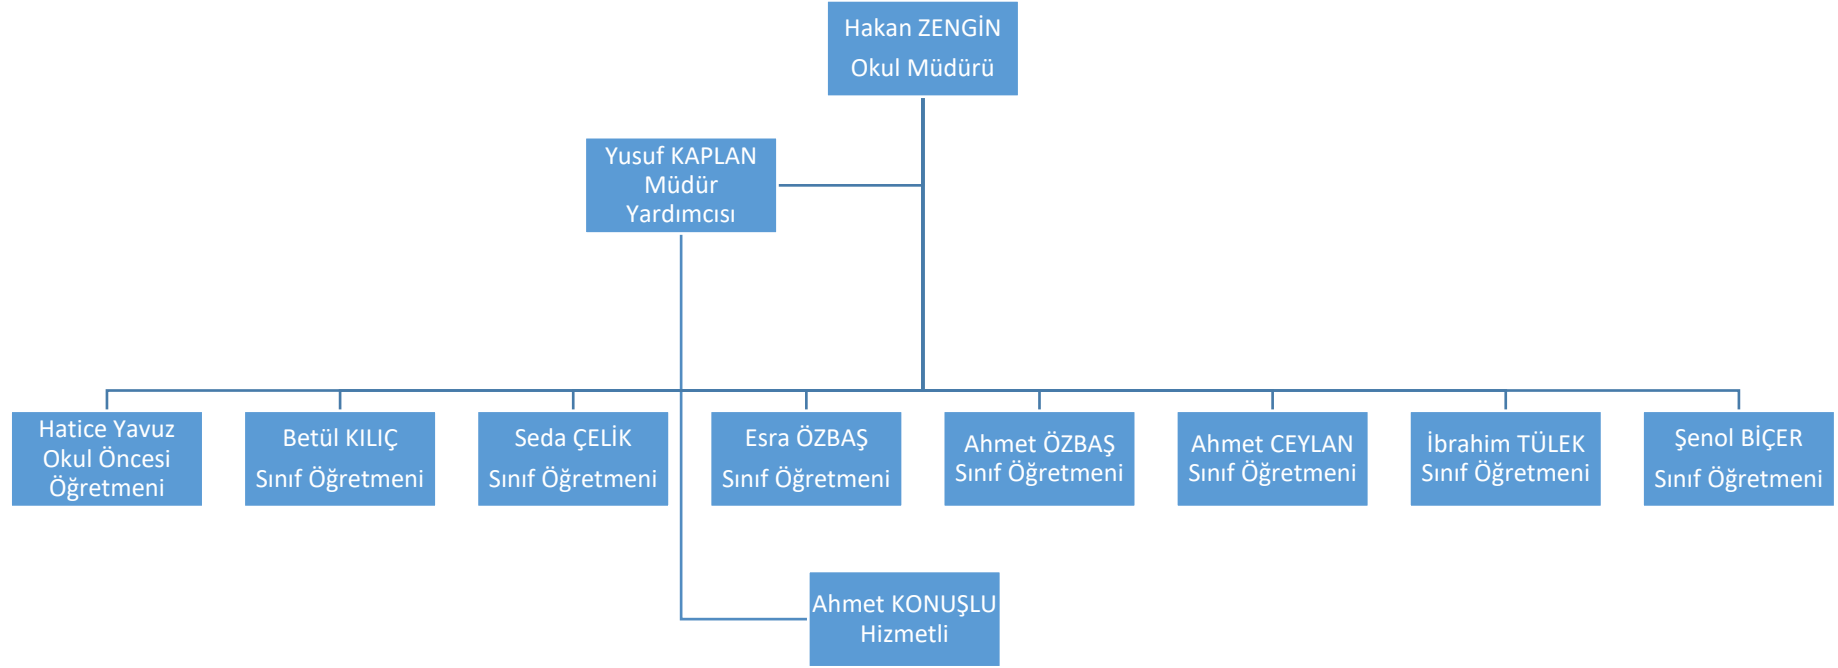 Hakan ZENGİN
Okul Müdürü
Yusuf KAPLAN
Müdür
Yardımcısı
Hatice Yavuz
Okul Öncesi
Öğretmeni
Betül KILIÇ
Sınıf Öğretmeni
Seda ÇELİK
Sınıf Öğretmeni
Esra ÖZBAŞ
Sınıf Öğretmeni
Ahmet ÖZBAŞ
Sınıf Öğretmeni
Ahmet CEYLAN
Sınıf Öğretmeni
İbrahim TÜLEK
Sınıf Öğretmeni
Şenol BİÇER
Sınıf Öğretmeni
Ahmet KONUŞLU
Hizmetli